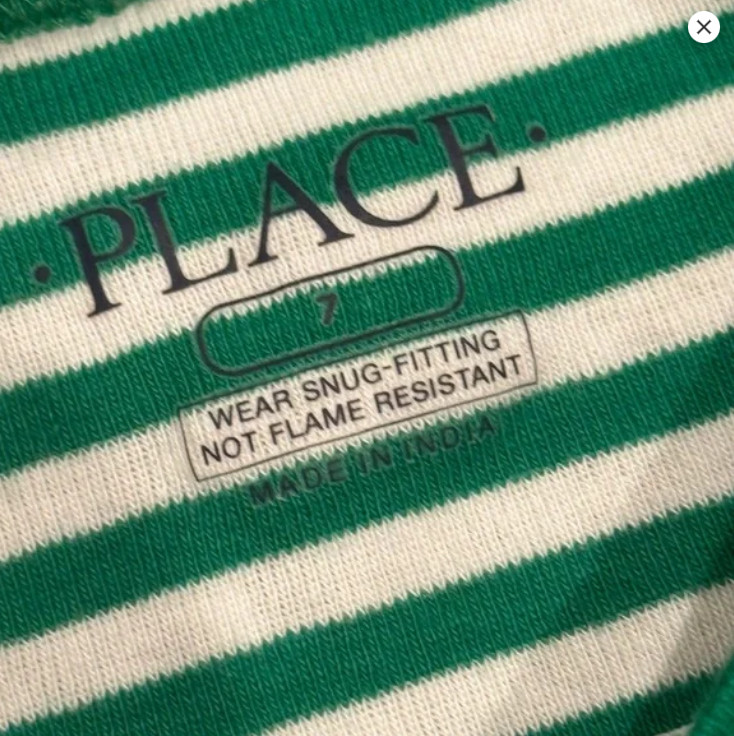 ·PLACE·
7
WEAR SNUG-FITTING
NOT FLAME RESISTANT
MADE IN INDIA